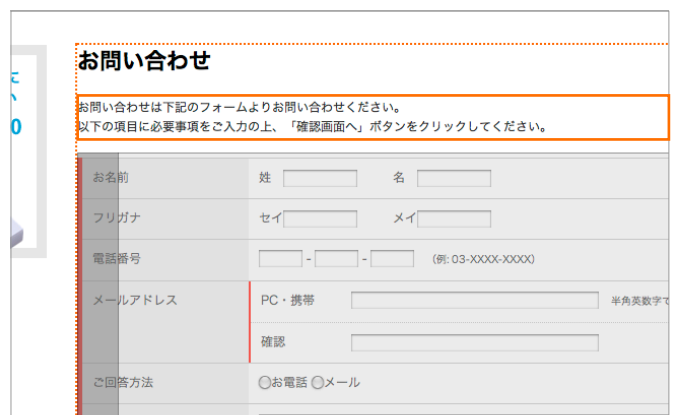 に
い
0
お問い合わせ
お問い合わせは下記のフォームよりお問い合わせください。
以下の項目に必要事項をご入力の上、「確認画面へ」ボタンをクリックしてください。
お名前 姓 名
フリガナ セイ メイ
電話番号 - - (例: 03-XXXX-XXXX)
メールアドレス PC・携帯 半角英数字で
確認
ご回答方法 お電話 メール